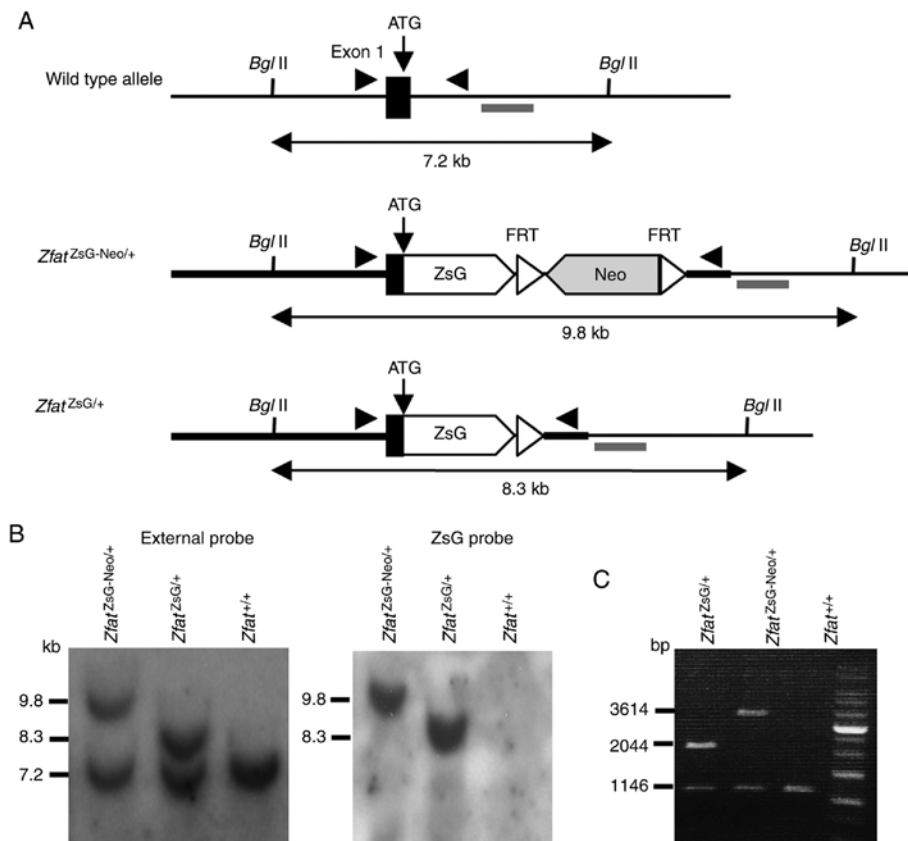 A
ATG
Exon 1
Bgl II
Bgl II
Wild type allele
7.2 kb
ATG
FRT
FRT
Bgl II
Bgl II
Zfat ZsG-Neo/+
ZsG
Neo
9.8 kb
ATG
Zfat ZsG/+
Bgl II
Bgl II
ZsG
8.3 kb
B
External probe
Zfat ZsG-Neo/+
Zfat ZsG/+
Zfat +/+
kb
9.8
8.3
7.2
ZsG probe
Zfat ZsG-Neo/+
Zfat ZsG/+
Zfat +/+
9.8
8.3
C
Zfat ZsG/+
Zfat ZsG-Neo/+
Zfat +/+
bp
3614
2044
1146